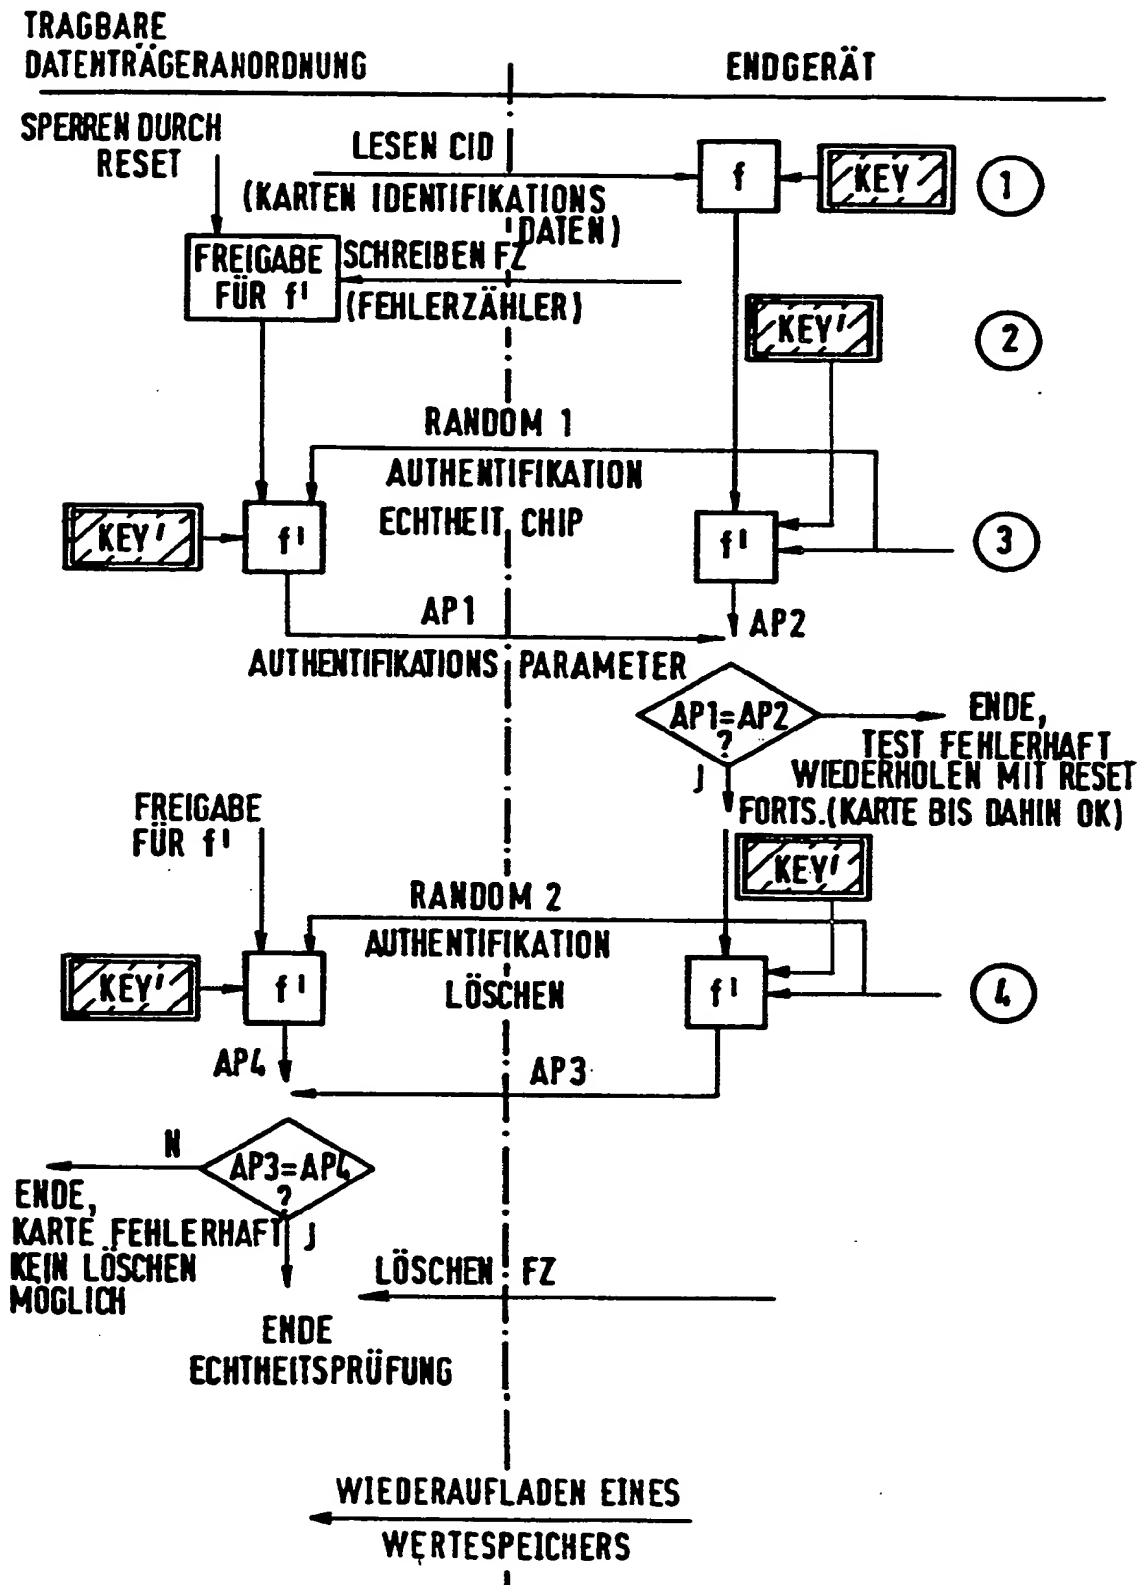 TRAGBARE
DATENTRÄGERANORDNUNG
ENDGERÄT
SPERREN DURCH
RESET
LESEN CID
(KARTEN IDENTIFIKATIONS
DATEN)
f
KEY
1
FREIGABE
FÜR f'
SCHREIBEN FZ
(FEHLERZÄHLER)
KEY'
2
RANDOM 1
AUTHENTIFIKATION
ECHTHEIT CHIP
KEY'
f'
f'
3
AP1
AP2
AUTHENTIFIKATIONS PARAMETER
AP1=AP2
?
ENDE,
TEST FEHLERHAFT
WIEDERHOLEN MIT RESET
J
FORTS.(KARTE BIS DAHIN OK)
FREIGABE
FÜR f'
KEY'
RANDOM 2
AUTHENTIFIKATION
LÖSCHEN
KEY'
f'
f'
4
AP4
AP3
N
AP3=AP4
?
ENDE,
KARTE FEHLERHAFT
KEIN LÖSCHEN
MÖGLICH
J
LÖSCHEN FZ
ENDE
ECHTHEITSPRÜFUNG
WIEDERAUFLADEN EINES
WERTESPEICHERS